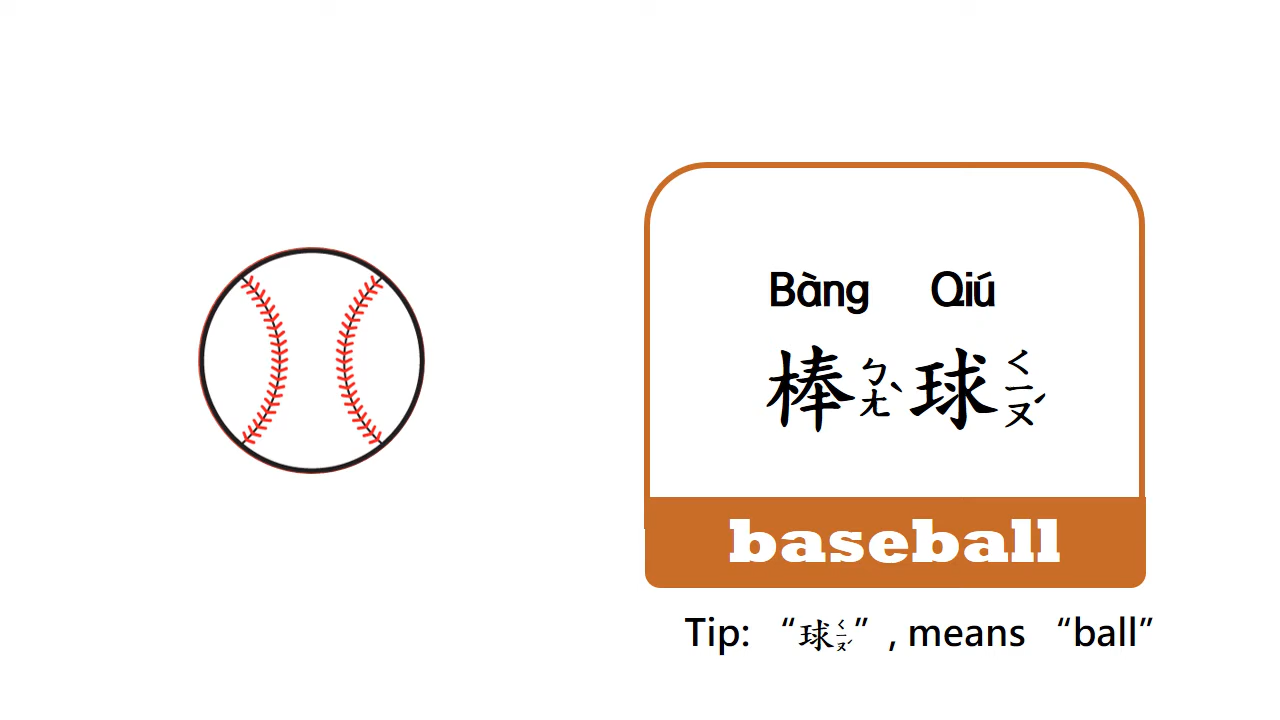 Bàng Qiú
棒ㄅㄤˋ球ㄑㄧㄡˊ
baseball
Tip: “球ㄑㄧㄡˊ”, means “ball”